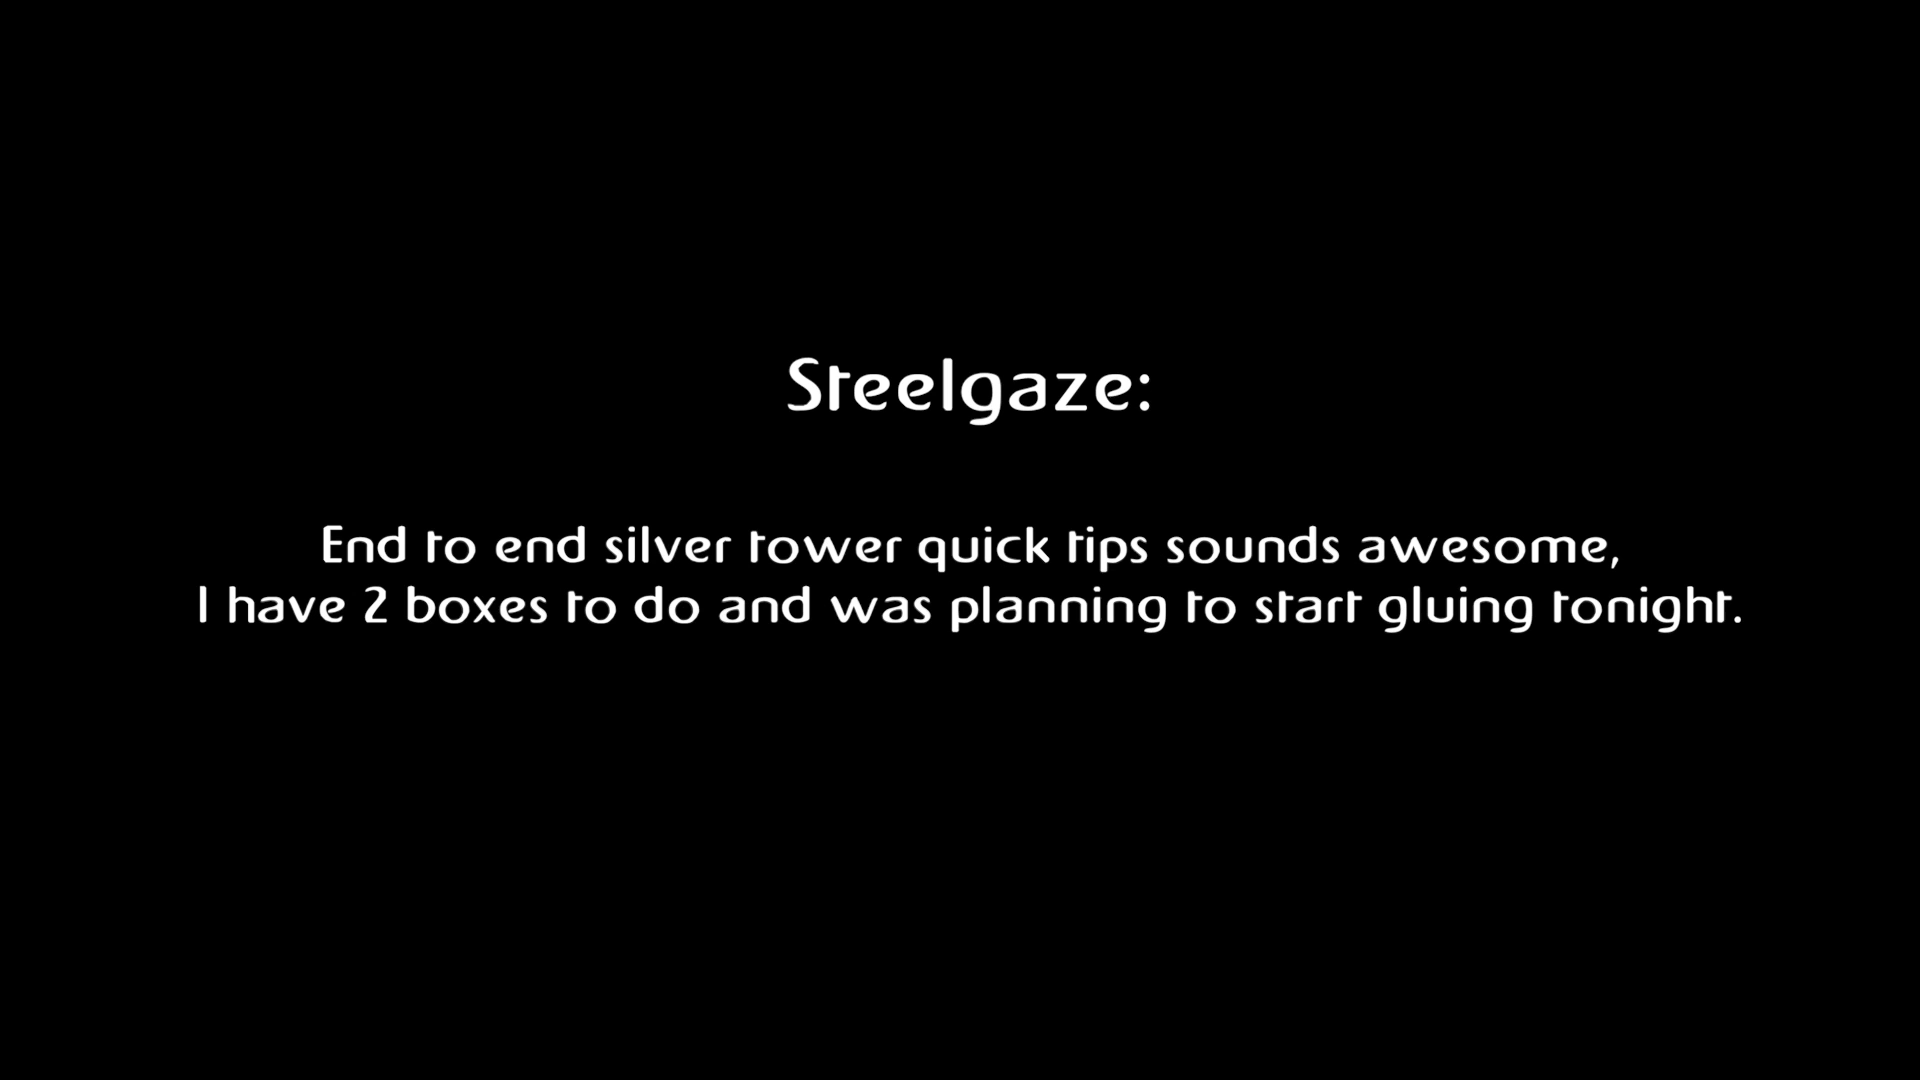 Steelgaze:
End to end silver tower quick tips sounds awesome,
I have 2 boxes to do and was planning to start gluing tonight.